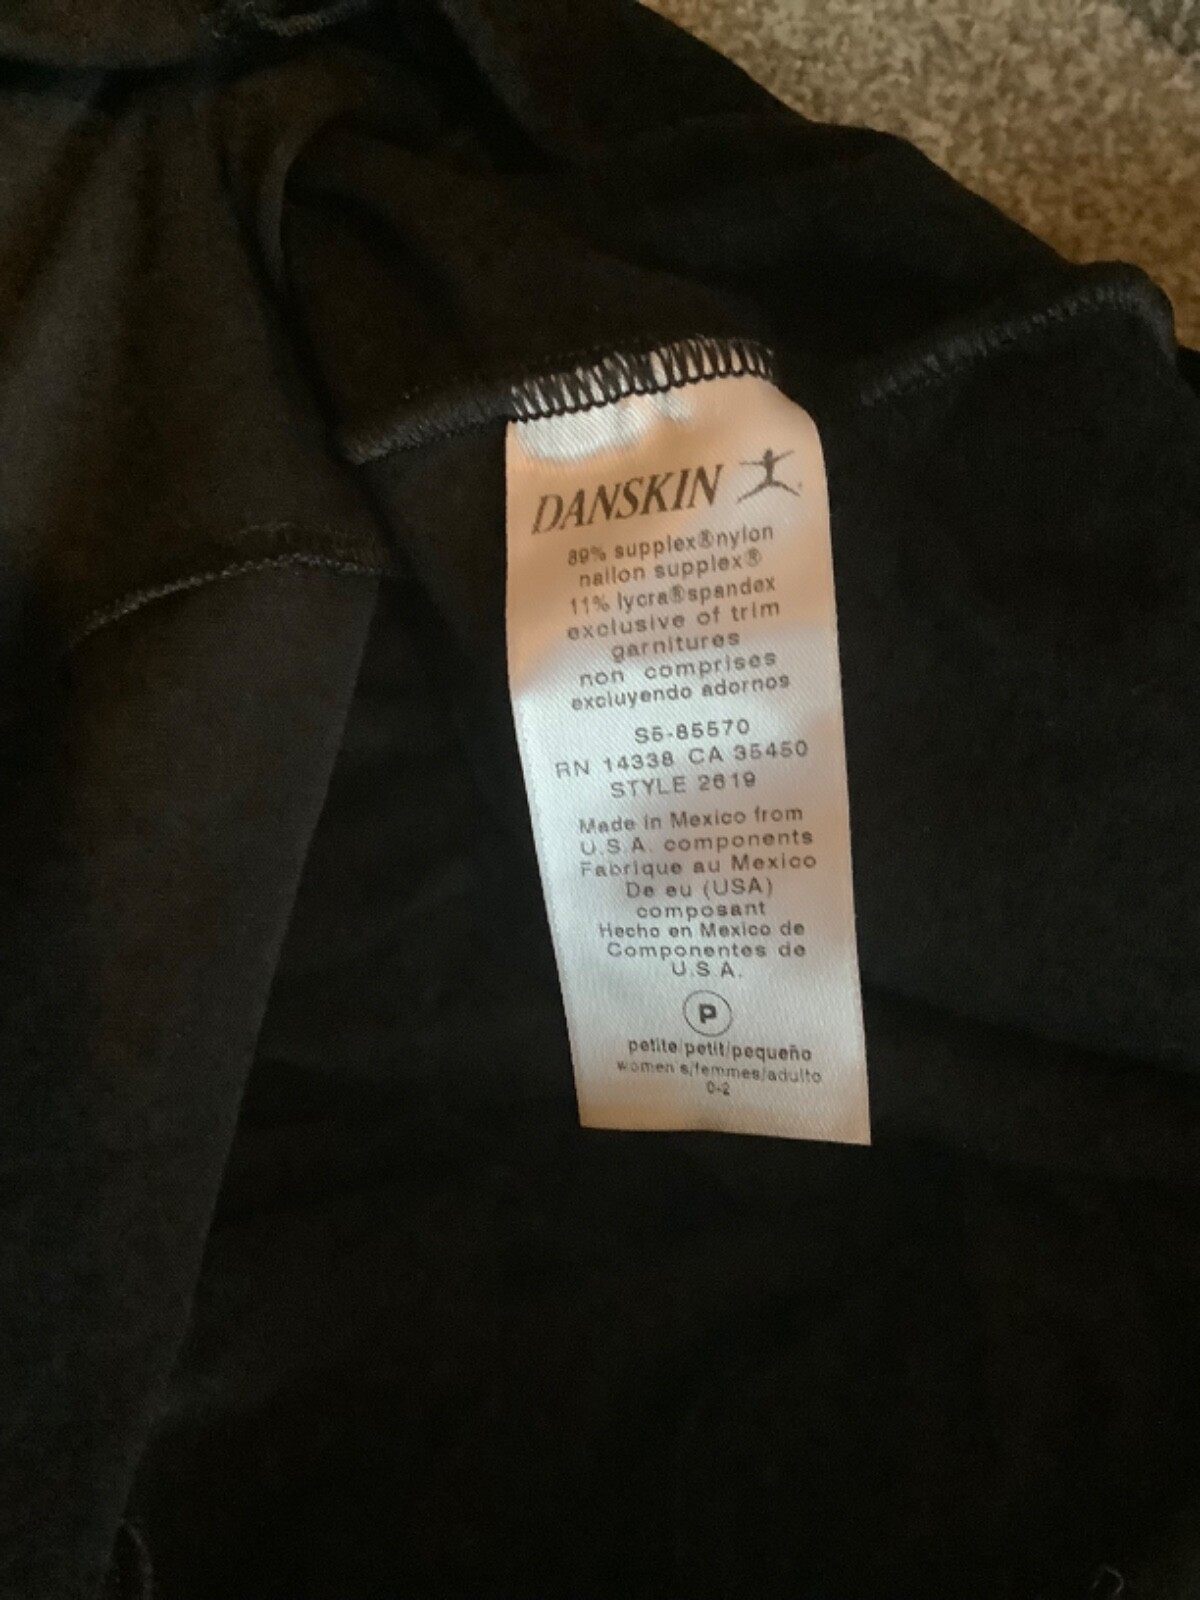 DANSKIN
89% supplex®nylon
nailon supplex®
11% lycra®spandex
exclusive of trim
garnitures
non comprises
excluyendo adornos
S5-85570
RN 14338 CA 35450
STYLE 2619
Made in Mexico from
U.S.A. components
Fabrique au Mexico
De eu (USA)
composant
Hecho en Mexico de
Componentes de
U.S.A.
P
petite/petit/pequeño
women's/femmes/adulto
0-2